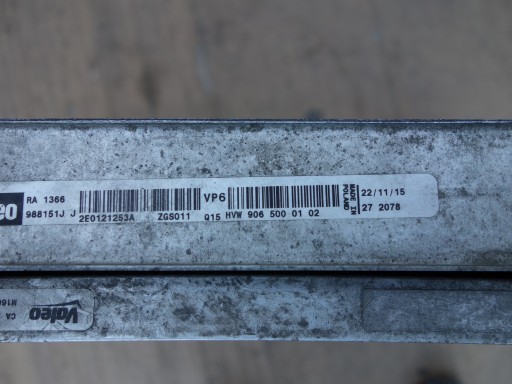 RA 1366
988151J J
2E0121253A ZGS011
VP6
Q15 HVW 906 500 01 02
MADE IN
POLAND
22/11/15
27 2078
Valeo
CA